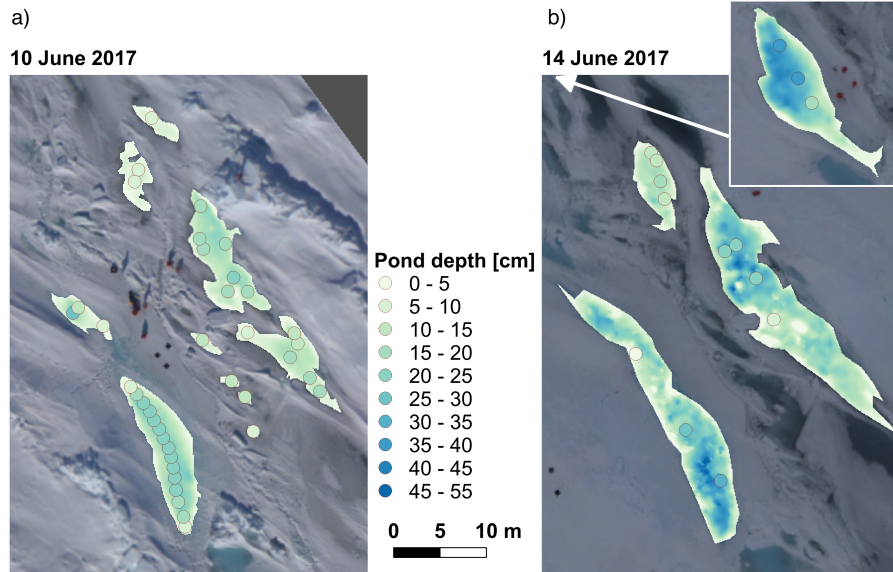 a)
10 June 2017
b)
14 June 2017
Pond depth [cm]
0 - 5
5 - 10
10 - 15
15 - 20
20 - 25
25 - 30
30 - 35
35 - 40
40 - 45
45 - 55
0 5 10 m